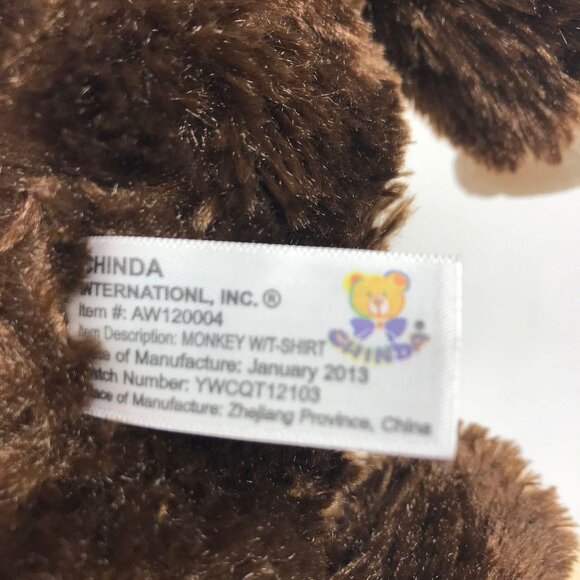 CHINDA
INTERNATIONL, INC. ®
Item #: AW120004
Item Description: MONKEY W/T-SHIRT
of Manufacture: January 2013
Number: YWCQT12103
of Manufacture: Zhejiang Province, China
CHINDA